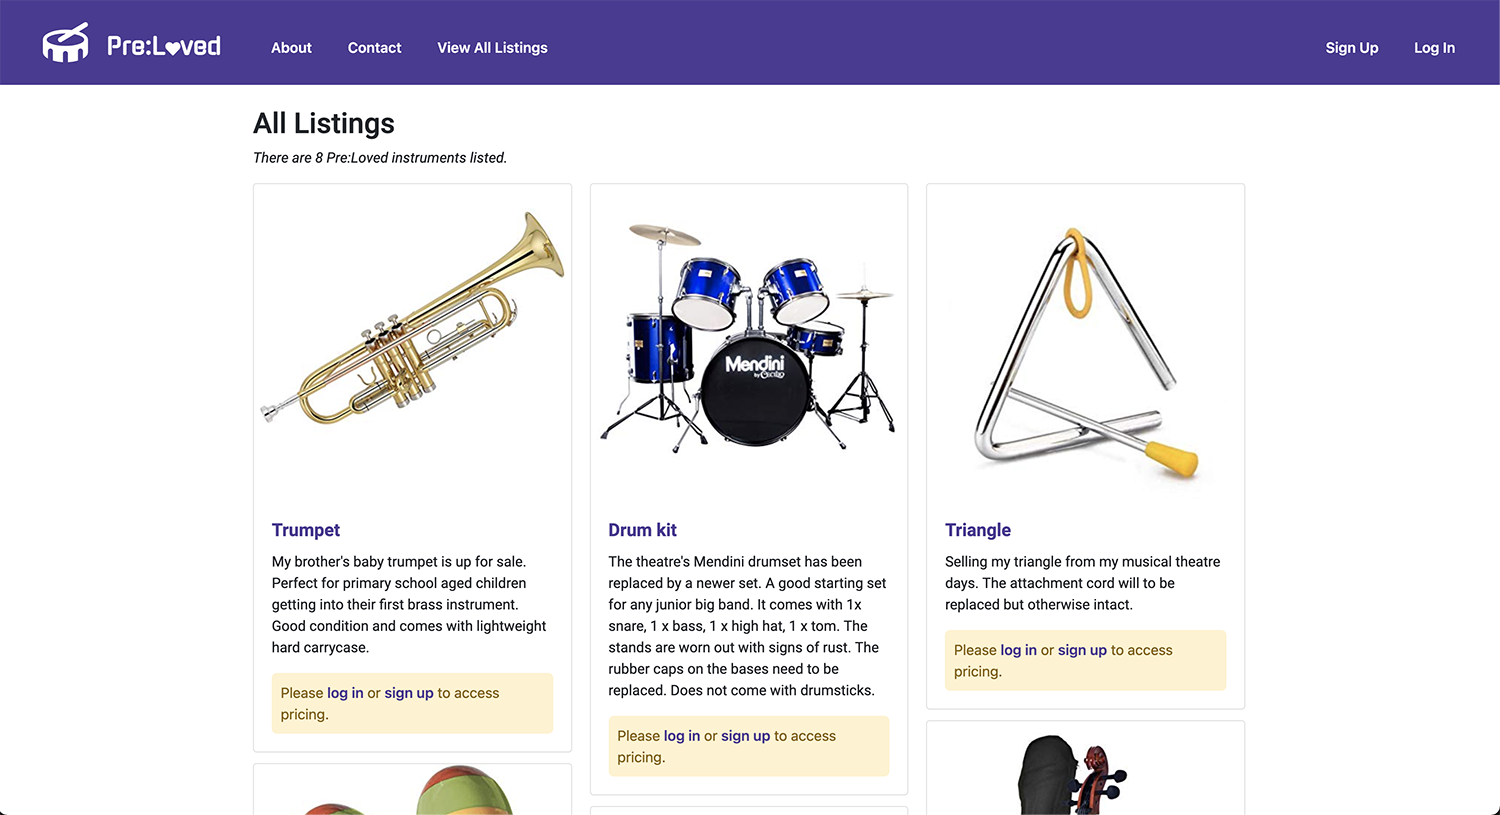 Pre:Loved
About
Contact
View All Listings
Sign Up
Log In
All Listings
There are 8 Pre:Loved instruments listed.
Trumpet
My brother's baby trumpet is up for sale.
Perfect for primary school aged children
getting into their first brass instrument.
Good condition and comes with lightweight
hard carrycase.
Please log in or sign up to access
pricing.
Mendini
by Cecilio
Drum kit
The theatre's Mendini drumset has been
replaced by a newer set. A good starting set
for any junior big band. It comes with 1x
snare, 1 x bass, 1 x high hat, 1 x tom. The
stands are worn out with signs of rust. The
rubber caps on the bases need to be
replaced. Does not come with drumsticks.
Please log in or sign up to access
pricing.
Triangle
Selling my triangle from my musical theatre
days. The attachment cord will to be
replaced but otherwise intact.
Please log in or sign up to access
pricing.